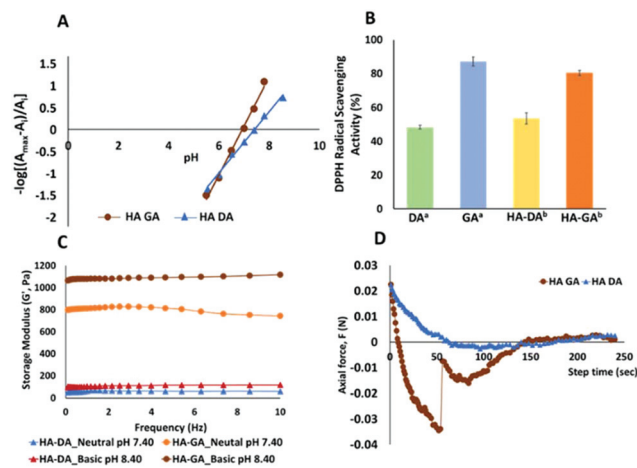 A
-log[(Amax-Ai)/Ai]
1.5
1
0.5
0
-0.5
-1
-1.5
-2
0 2 4 6 8 10
pH
HA GA HA DA
B
DPPH Radical Scavenging
Activity (%)
100
80
60
40
20
0
DAᵃ GAᵃ HA-DAᵇ HA-GAᵇ
C
Storage Modulus (G', Pa)
1200
1000
800
600
400
200
0
0 2 4 6 8 10
Frequency (Hz)
HA-DA_Neutral pH 7.40 HA-GA_Neutal pH 7.40
HA-DA_Basic pH 8.40 HA-GA_Basic pH 8.40
D
HA GA HA DA
Axial force, F (N)
0.03
0.02
0.01
0
-0.01
-0.02
-0.03
-0.04
0 50 100 150 200 250
Step time (sec)